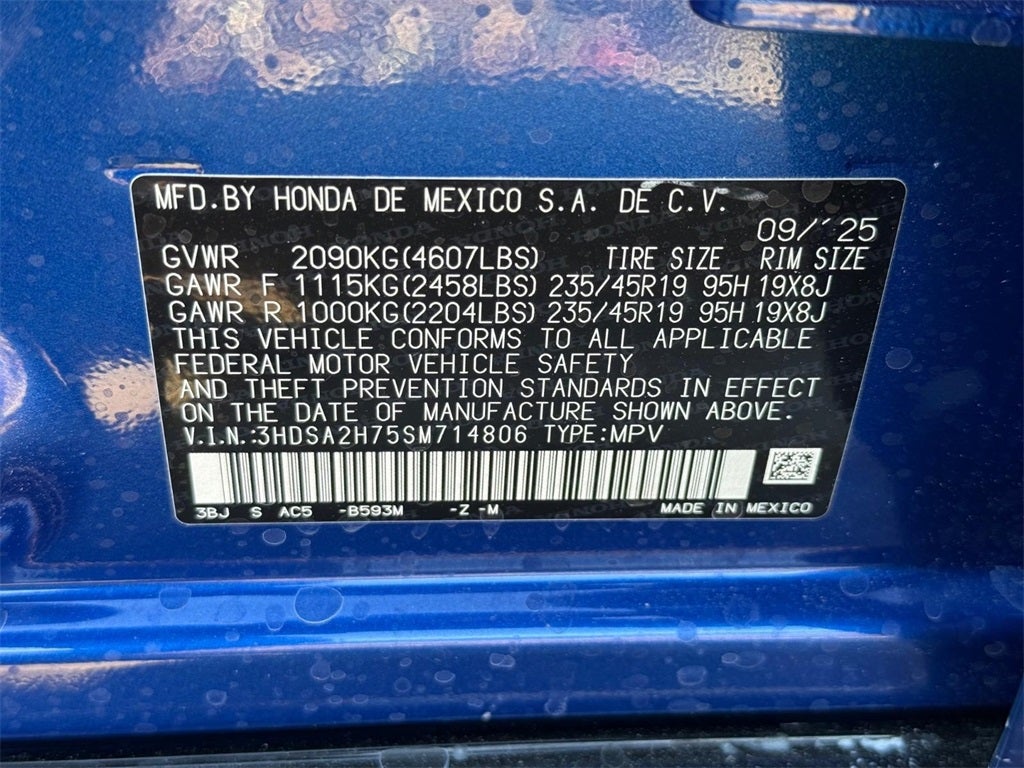 MFD.BY HONDA DE MEXICO S.A. DE C.V.
09/'25
GVWR 2090KG(4607LBS) TIRE SIZE RIM SIZE
GAWR F 1115KG(2458LBS) 235/45R19 95H 19X8J
GAWR R 1000KG(2204LBS) 235/45R19 95H 19X8J
THIS VEHICLE CONFORMS TO ALL APPLICABLE
FEDERAL MOTOR VEHICLE SAFETY
AND THEFT PREVENTION STANDARDS IN EFFECT
ON THE DATE OF MANUFACTURE SHOWN ABOVE.
V.I.N.:3HDSA2H75SM714806 TYPE:MPV
3BJ S AC5 -B593M -Z -M MADE IN MEXICO